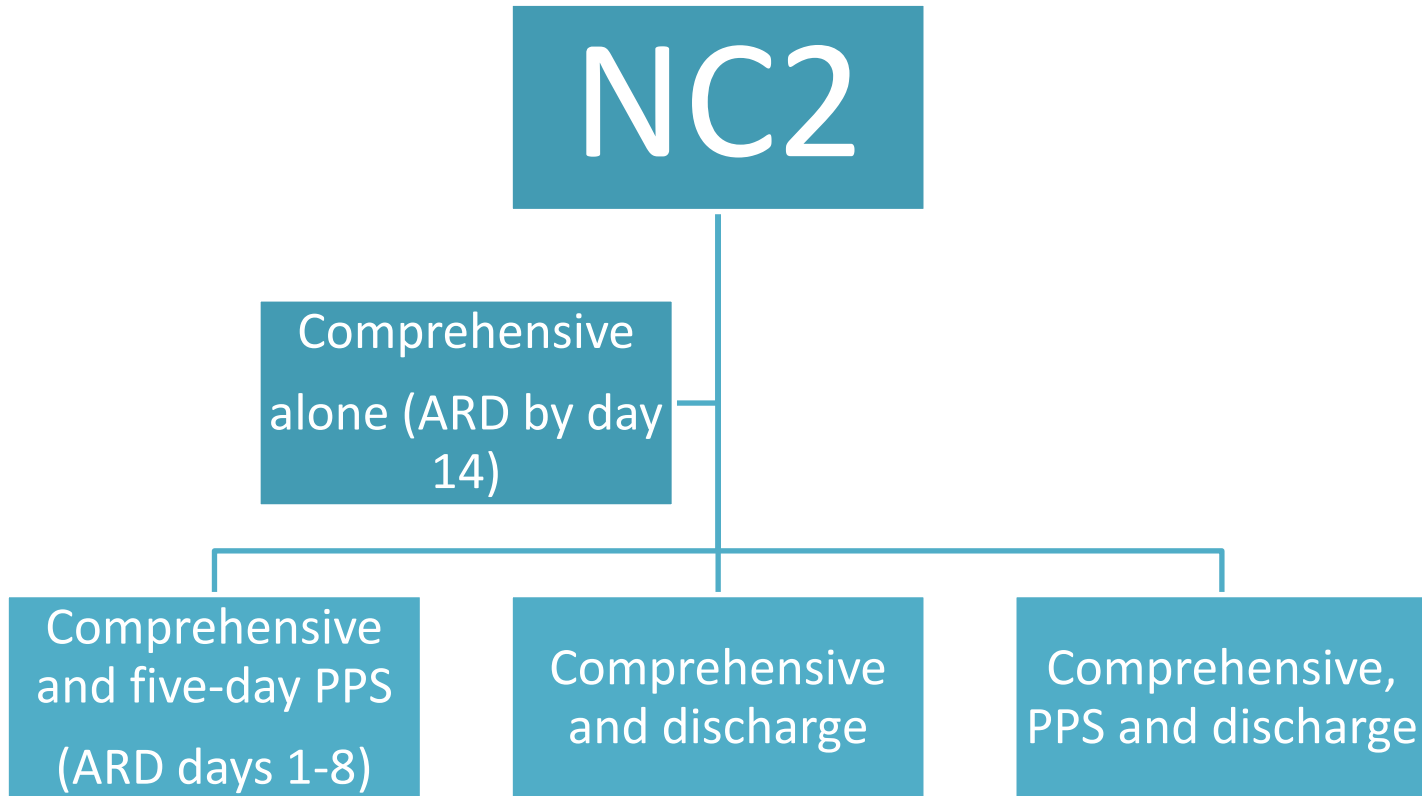 NC2
Comprehensive
alone (ARD by day
14)
Comprehensive
and five-day PPS
(ARD days 1-8)
Comprehensive
and discharge
Comprehensive,
PPS and discharge